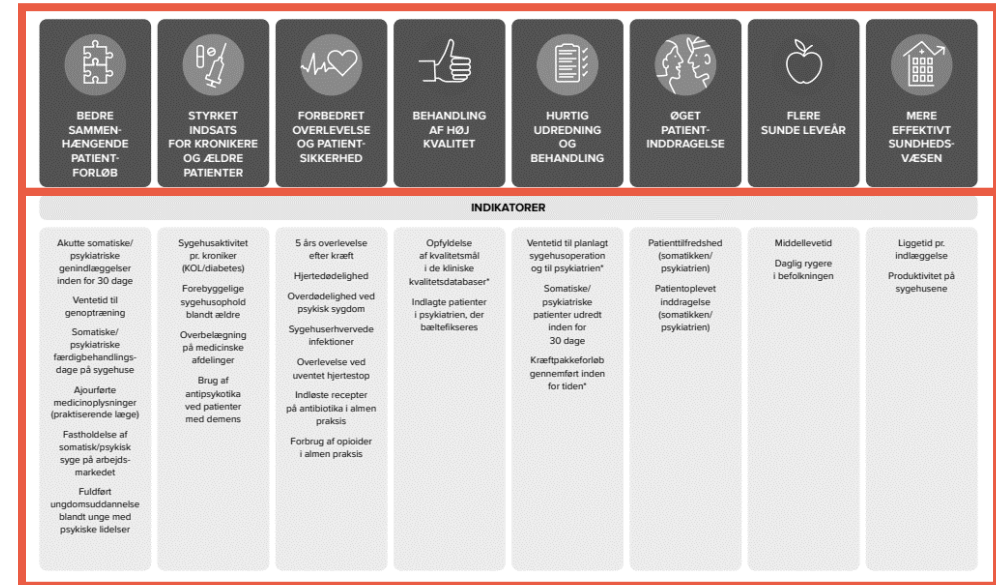 BEDRE
SAMMEN-
HÆNGENDE
PATIENT-
FORLØB
STYRKET
INDSATS
FOR KRONIKERE
OG ÆLDRE
PATIENTER
FORBEDRET
OVERLEVELSE
OG PATIENT-
SIKKERHED
BEHANDLING
AF HØJ
KVALITET
HURTIG
UDREDNING
OG
BEHANDLING
ØGET
PATIENT-
INDDRAGELSE
FLERE
SUNDE LEVEÅR
MERE
EFFEKTIVT
SUNDHEDS-
VÆSEN
INDIKATORER
Akutte somatiske/
psykiatriske
genindlæggelser
inden for 30 dage
Ventetid til
genoptræning
Somatiske/
psykiatriske
færdigbehandlings-
dage på sygehuse
Ajourførte
medicinoplysninger
(praktiserende læge)
Fastholdelse af
somatisk/psykisk
syge på arbejds-
markedet
Fuldført
ungdomsuddannelse
blandt unge med
psykiske lidelser
Sygehusaktivitet
pr. kroniker
(KOL/diabetes)
Forebyggelige
sygehusophold
blandt ældre
Overbelægning
på medicinske
afdelinger
Brug af
antipsykotika
ved patienter
med demens
5 års overlevelse
efter kræft
Hjertedødelighed
Overdødelighed ved
psykisk sygdom
Sygehuserhvervede
infektioner
Overlevelse ved
uventet hjertestop
Indløste recepter
på antibiotika i almen
praksis
Forbrug af opioider
i almen praksis
Opfyldelse
af kvalitetsmål
i de kliniske
kvalitetsdatabaser*
Indlagte patienter
i psykiatrien, der
bæltefikseres
Ventetid til planlagt
sygehusoperation
og til psykiatrien*
Somatiske/
psykiatriske
patienter udredt
inden for
30 dage
Kræftpakkeforløb
gennemført inden
for tiden*
Patienttilfredshed
(somatikken/
psykiatrien)
Patientoplevet
inddragelse
(somatikken/
psykiatrien)
Middellevetid
Daglig rygere
i befolkningen
Liggetid pr.
indlæggelse
Produktivitet på
sygehusene